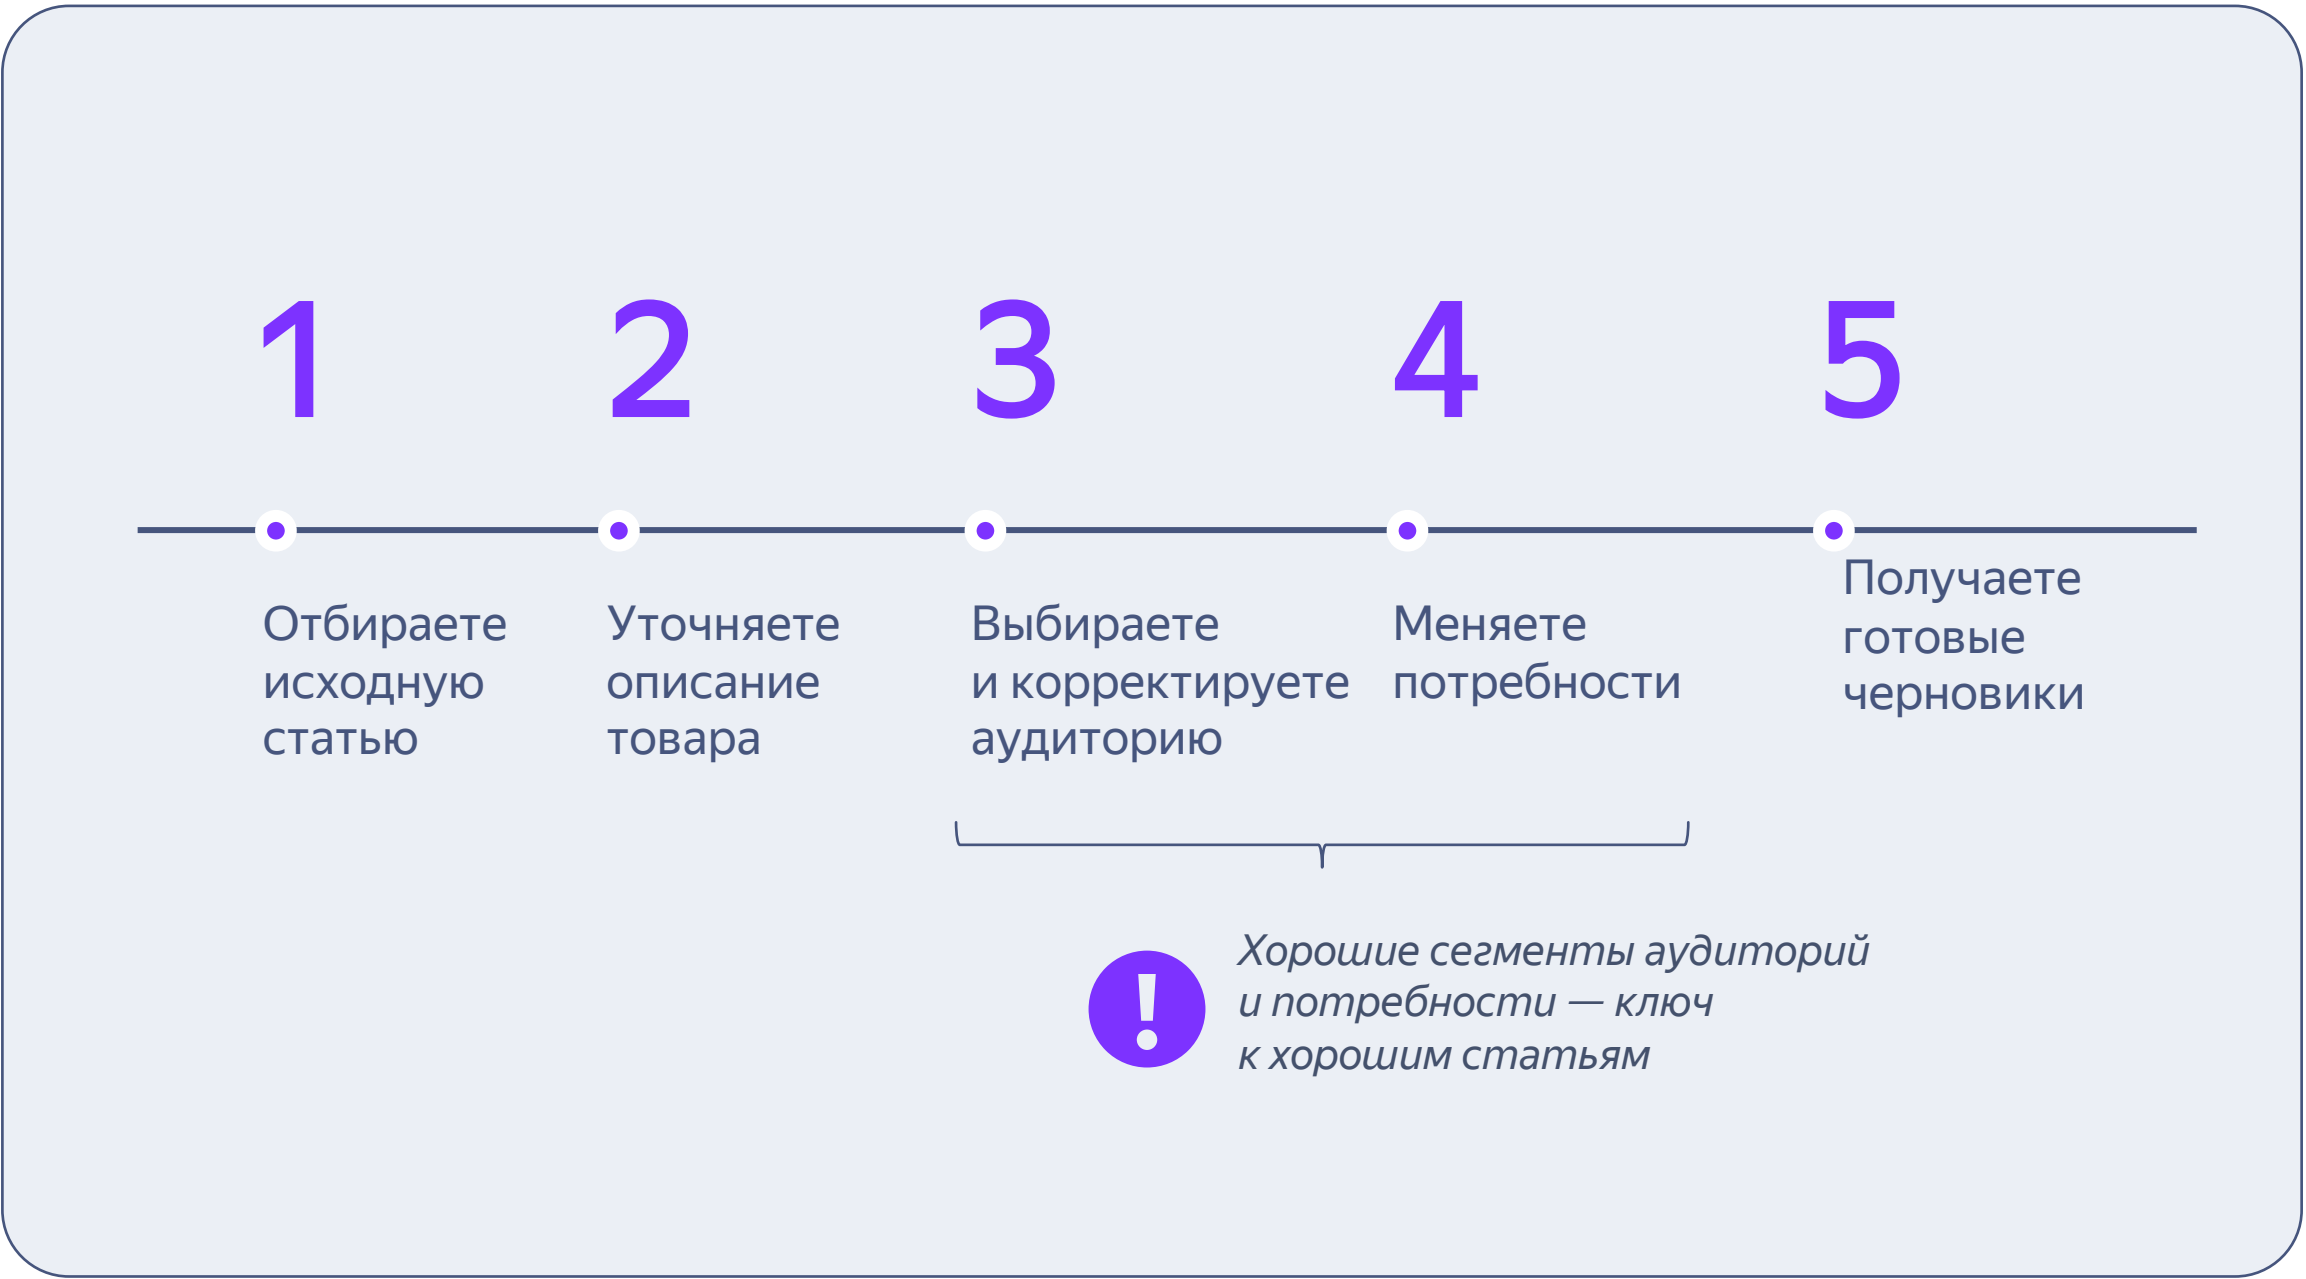 1
Отбираете
исходную
статью
2
Уточняете
описание
товара
3
Выбираете
и корректируете
аудиторию
4
Меняете
потребности
5
Получаете
готовые
черновики
!
Хорошие сегменты аудиторий
и потребности — ключ
к хорошим статьям